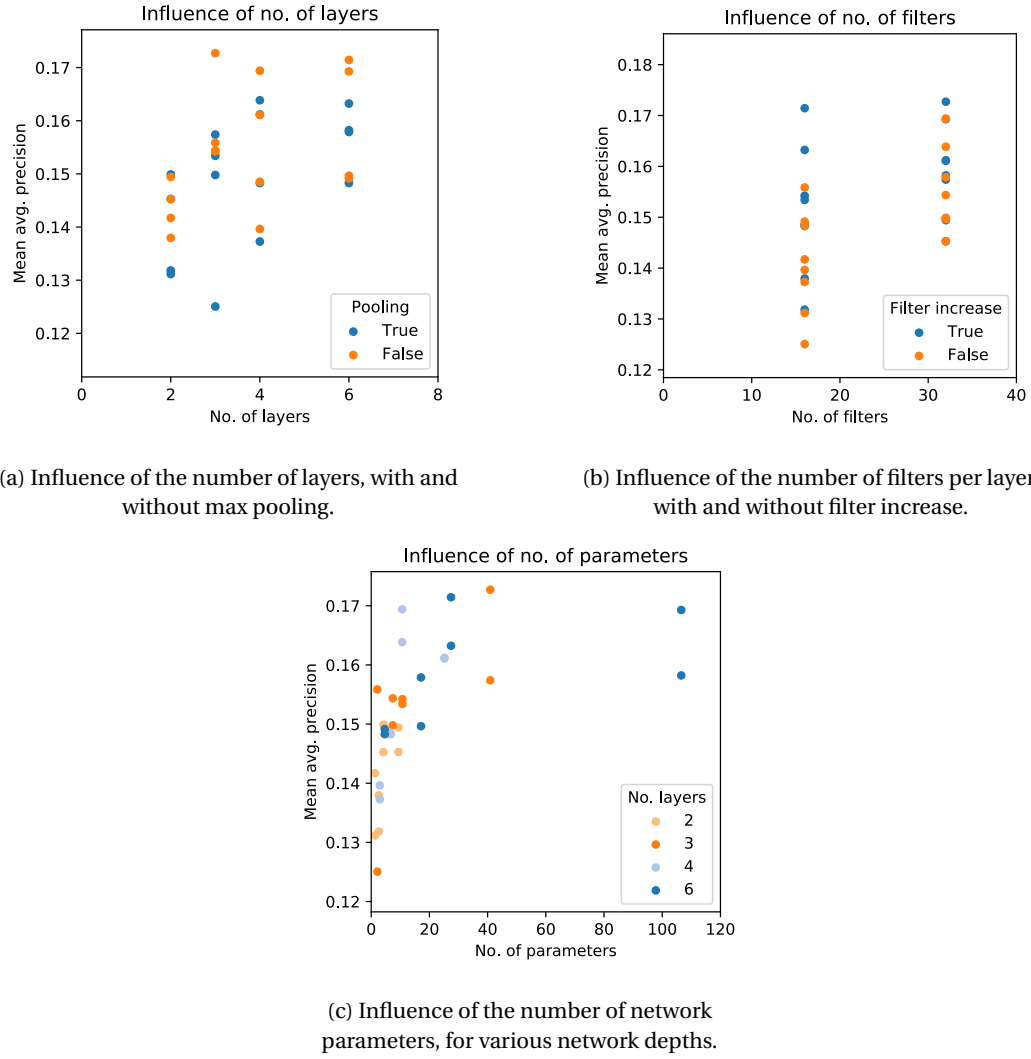 Influence of no. of layers
Mean avg. precision
0.17
0.16
0.15
0.14
0.13
0.12
Pooling
True
False
0
2
4
6
8
No. of layers
(a) Influence of the number of layers, with and
without max pooling.
Influence of no. of filters
Mean avg. precision
0.18
0.17
0.16
0.15
0.14
0.13
0.12
Filter increase
True
False
0
10
20
30
40
No. of filters
(b) Influence of the number of filters per layer
with and without filter increase.
Influence of no. of parameters
Mean avg. precision
0.17
0.16
0.15
0.14
0.13
0.12
No. layers
2
3
4
6
0
20
40
60
80
100
120
No. of parameters
(c) Influence of the number of network
parameters, for various network depths.